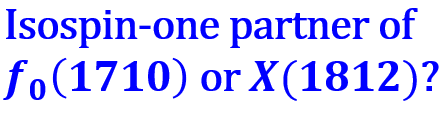 Isospin-one partner of
f₀(1710) or X(1812)?